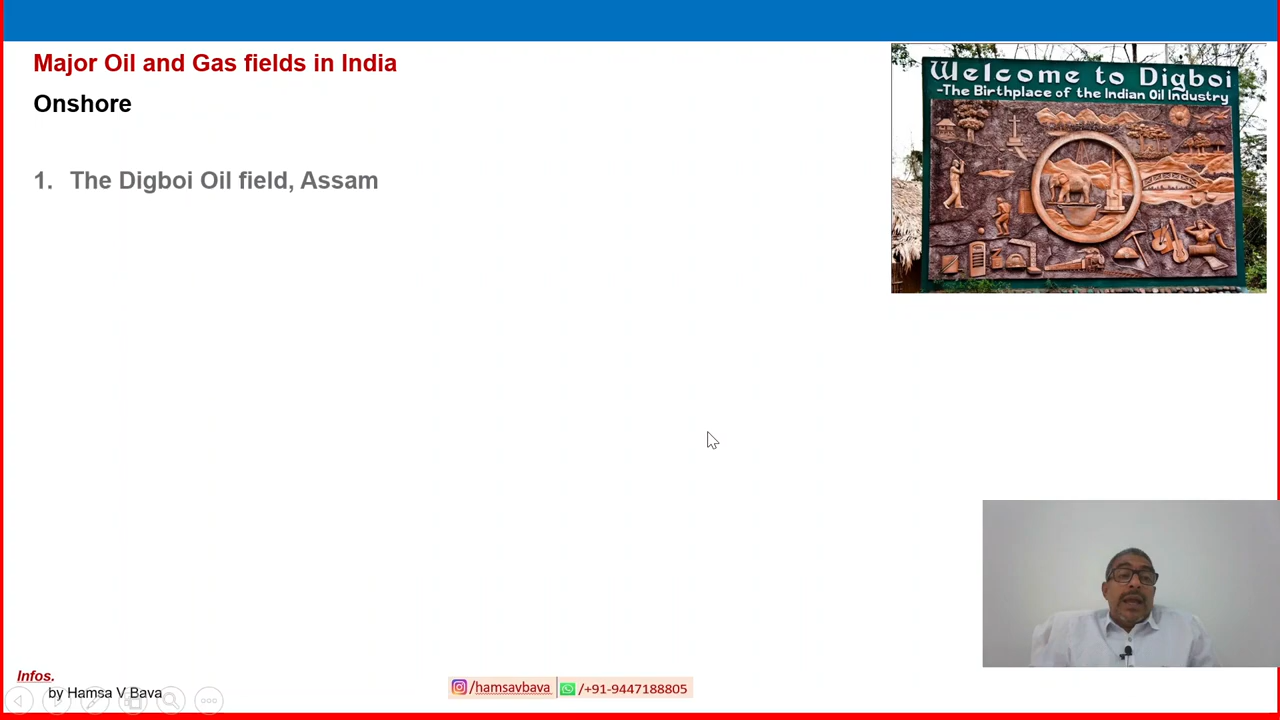 Major Oil and Gas fields in India
Onshore
1. The Digboi Oil field, Assam
Welcome to Digboi
-The Birthplace of the Indian Oil Industry
Infos.
by Hamsa V Bava
/hamsavbava /+91-9447188805